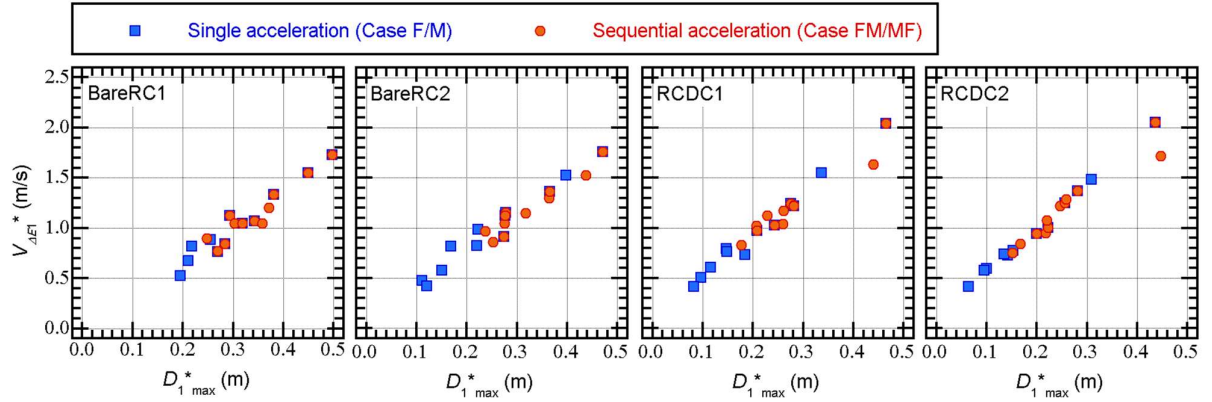 Single acceleration (Case F/M) Sequential acceleration (Case FM/MF)
BareRC1 BareRC2 RCDC1 RCDC2
2.5
2.0
1.5
1.0
0.5
0.0
V_ΔE1* (m/s)
0.0 0.1 0.2 0.3 0.4 0.5 0.0 0.1 0.2 0.3 0.4 0.5 0.0 0.1 0.2 0.3 0.4 0.5 0.0 0.1 0.2 0.3 0.4 0.5
D_1*_max (m) D_1*_max (m) D_1*_max (m) D_1*_max (m)